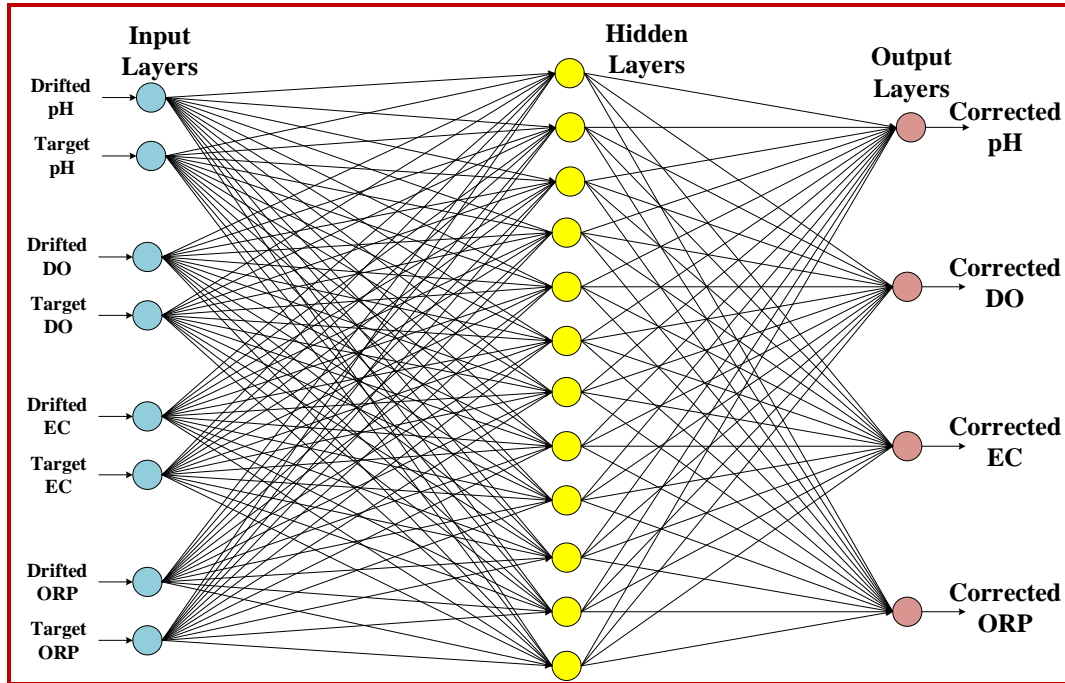 Input
Layers
Hidden
Layers
Output
Layers
Drifted
pH
Target
pH
Drifted
DO
Target
DO
Drifted
EC
Target
EC
Drifted
ORP
Target
ORP
Corrected
pH
Corrected
DO
Corrected
EC
Corrected
ORP